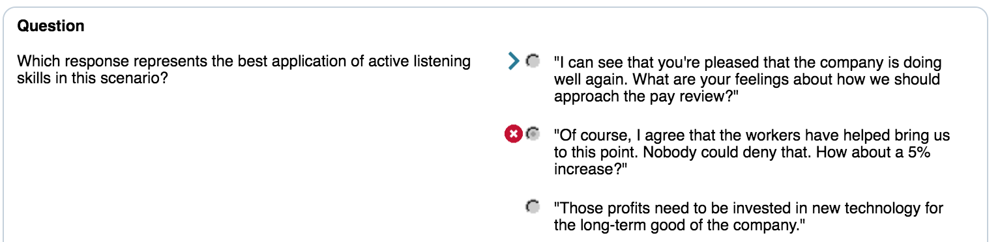 Question
Which response represents the best application of active listening
skills in this scenario?
"I can see that you're pleased that the company is doing
well again. What are your feelings about how we should
approach the pay review?"
"Of course, I agree that the workers have helped bring us
to this point. Nobody could deny that. How about a 5%
increase?"
"Those profits need to be invested in new technology for
the long-term good of the company."